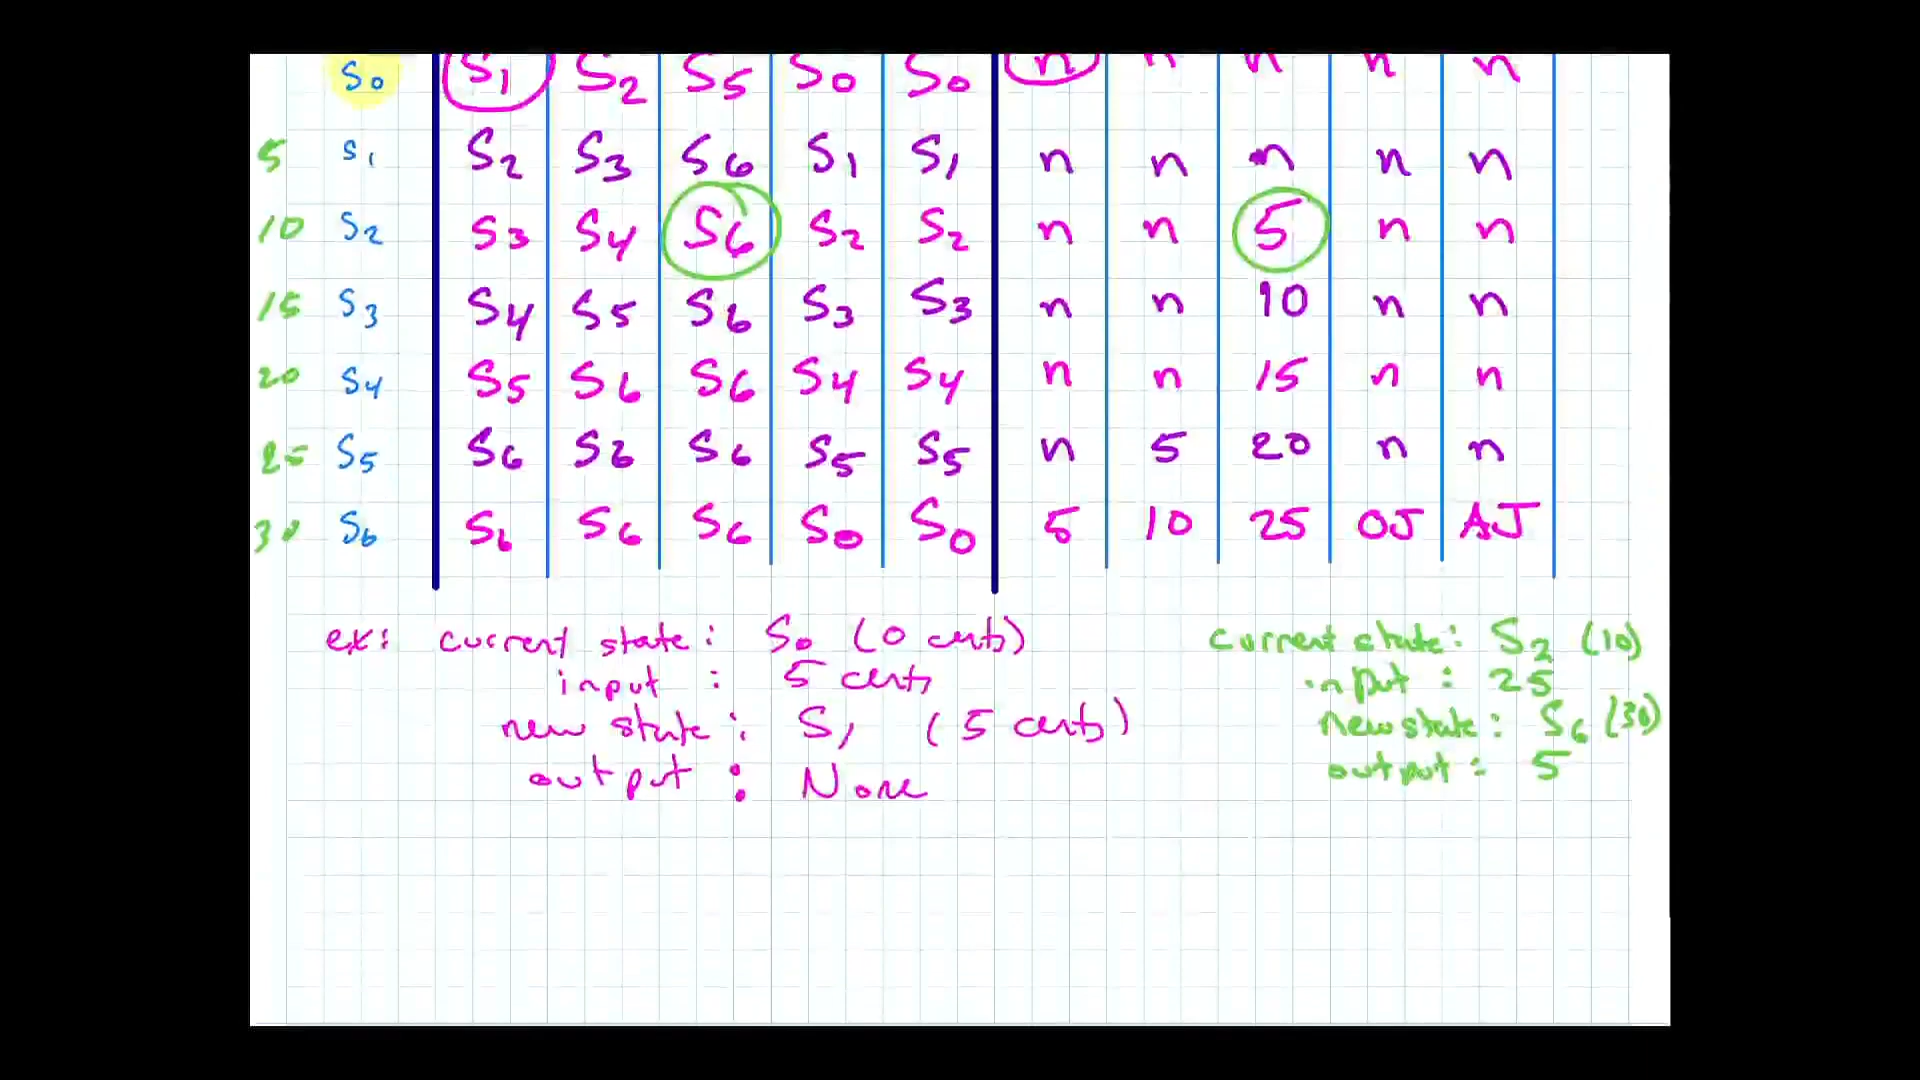 S0 S1 S2 S5 S0 S0 n n n n n
5 S1 S2 S3 S6 S1 S1 n n n n n
10 S2 S3 S4 S6 S2 S2 n n 5 n n
15 S3 S4 S5 S6 S3 S3 n n 10 n n
20 S4 S5 S6 S6 S4 S4 n n 15 n n
25 S5 S6 S6 S6 S5 S5 n 5 20 n n
30 S6 S6 S6 S6 S0 S0 5 10 25 OJ AJ
ex: current state: S0 (0 cents)
input : 5 cents
new state: S1 (5 cents)
output : None
current state: S2 (10)
input : 25
new state: S6 (30)
output: 5